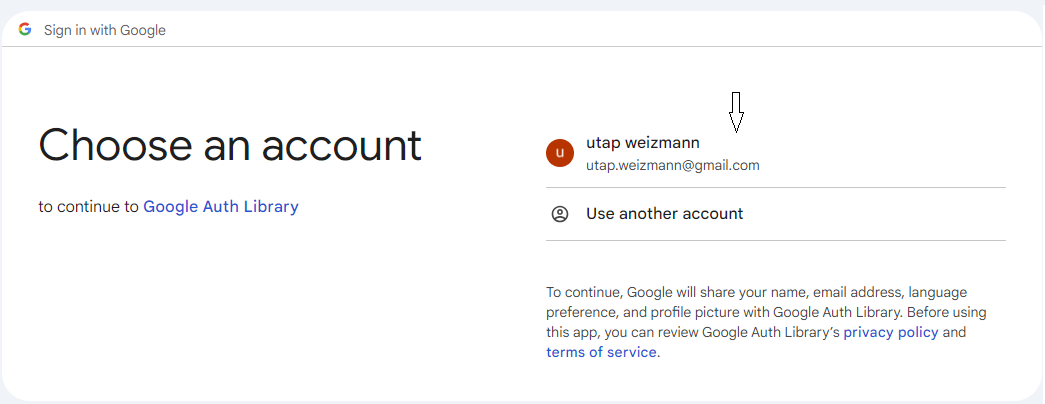 Sign in with Google
Choose an account
to continue to Google Auth Library
u
utap weizmann
utap.weizmann@gmail.com
Use another account
To continue, Google will share your name, email address, language
preference, and profile picture with Google Auth Library. Before using
this app, you can review Google Auth Library's privacy policy and
terms of service.